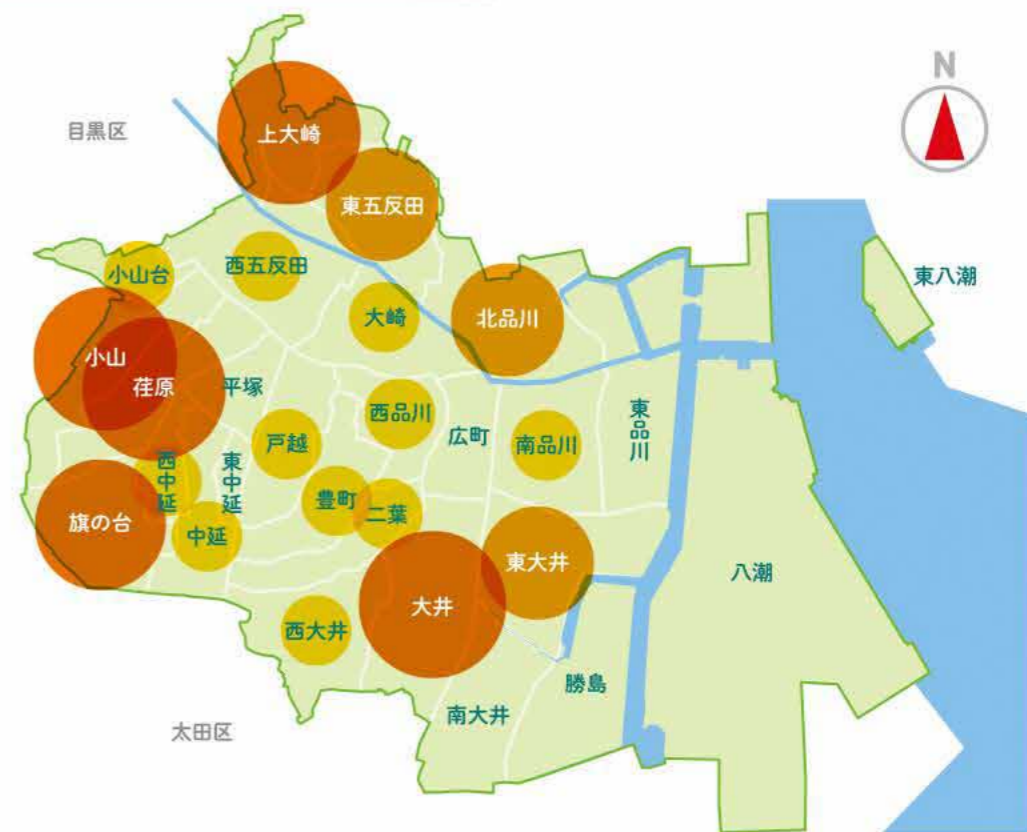 N
目黒区
上大崎
東五反田
小山台
西五反田
東八潮
大崎
北品川
小山
荏原
平塚
西品川
広町
南品川
東品川
戸越
西中延
東中延
豊町
二葉
旗の台
中延
東大井
八潮
大井
西大井
勝島
南大井
太田区